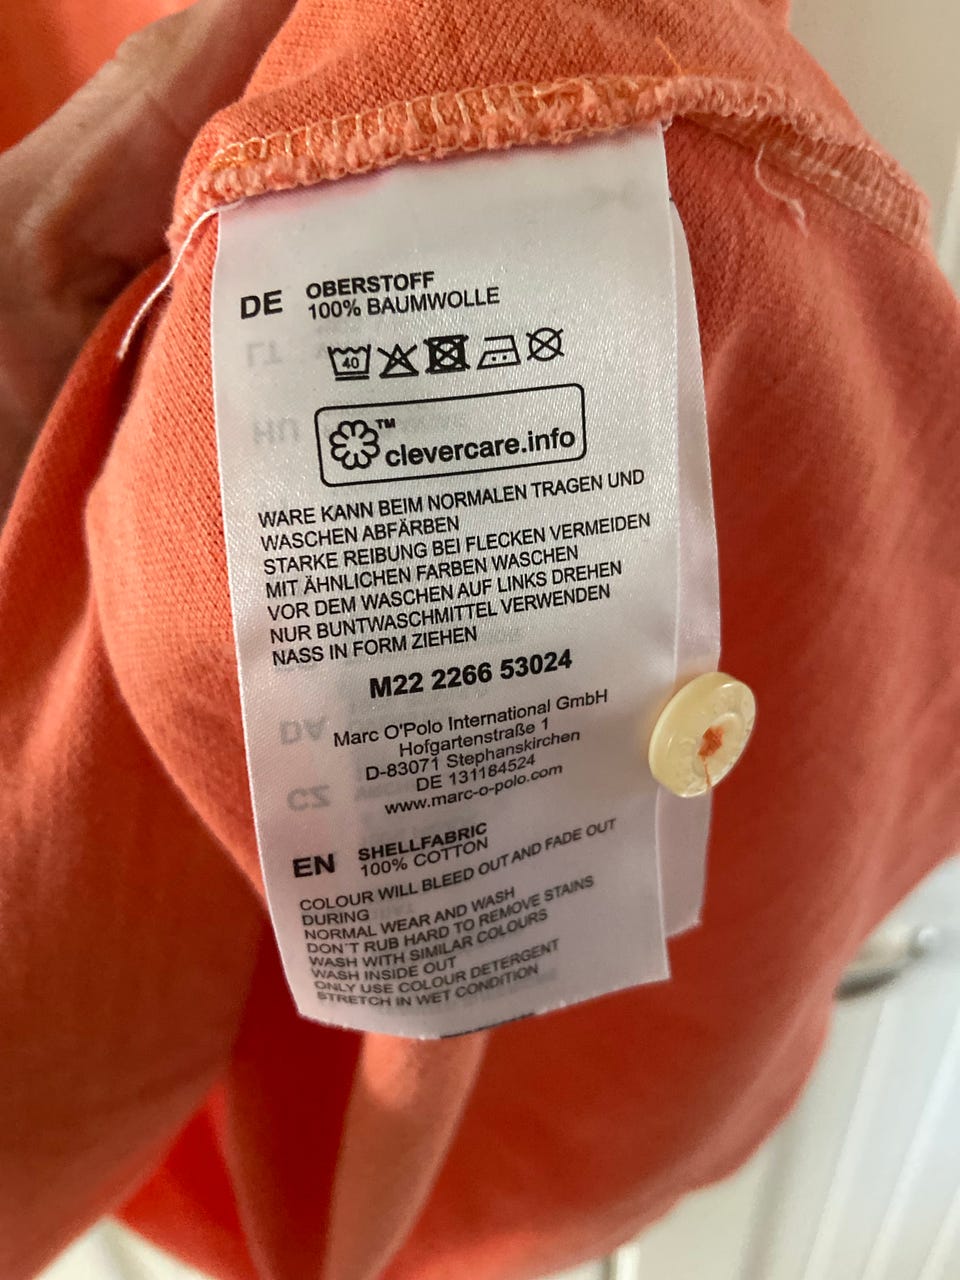 DE OBERSTOFF
100% BAUMWOLLE
40
TM
clevercare.info
WARE KANN BEIM NORMALEN TRAGEN UND
WASCHEN ABFÄRBEN
STARKE REIBUNG BEI FLECKEN VERMEIDEN
MIT ÄHNLICHEN FARBEN WASCHEN
VOR DEM WASCHEN AUF LINKS DREHEN
NUR BUNTWASCHMITTEL VERWENDEN
NASS IN FORM ZIEHEN
M22 2266 53024
Marc O'Polo International GmbH
Hofgartenstraße 1
D-83071 Stephanskirchen
DE 131184524
www.marc-o-polo.com
EN SHELLFABRIC
100% COTTON
COLOUR WILL BLEED OUT AND FADE OUT
DURING
NORMAL WEAR AND WASH
DON'T RUB HARD TO REMOVE STAINS
WASH WITH SIMILAR COLOURS
WASH INSIDE OUT
ONLY USE COLOUR DETERGENT
STRETCH IN WET CONDITION